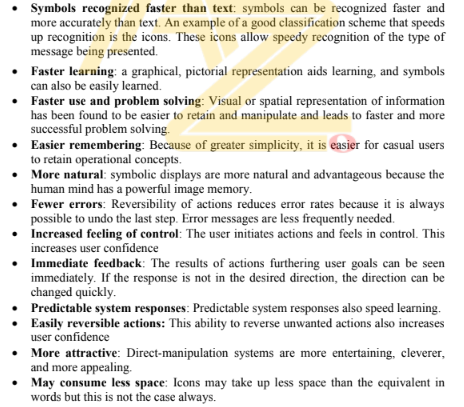 • Symbols recognized faster than text: symbols can be recognized faster and
more accurately than text. An example of a good classification scheme that speeds
up recognition is the icons. These icons allow speedy recognition of the type of
message being presented.
• Faster learning: a graphical, pictorial representation aids learning, and symbols
can also be easily learned.
• Faster use and problem solving: Visual or spatial representation of information
has been found to be easier to retain and manipulate and leads to faster and more
successful problem solving.
• Easier remembering: Because of greater simplicity, it is easier for casual users
to retain operational concepts.
• More natural: symbolic displays are more natural and advantageous because the
human mind has a powerful image memory.
• Fewer errors: Reversibility of actions reduces error rates because it is always
possible to undo the last step. Error messages are less frequently needed.
• Increased feeling of control: The user initiates actions and feels in control. This
increases user confidence
• Immediate feedback: The results of actions furthering user goals can be seen
immediately. If the response is not in the desired direction, the direction can be
changed quickly.
• Predictable system responses: Predictable system responses also speed learning.
• Easily reversible actions: This ability to reverse unwanted actions also increases
user confidence
• More attractive: Direct-manipulation systems are more entertaining, cleverer,
and more appealing.
• May consume less space: Icons may take up less space than the equivalent in
words but this is not the case always.